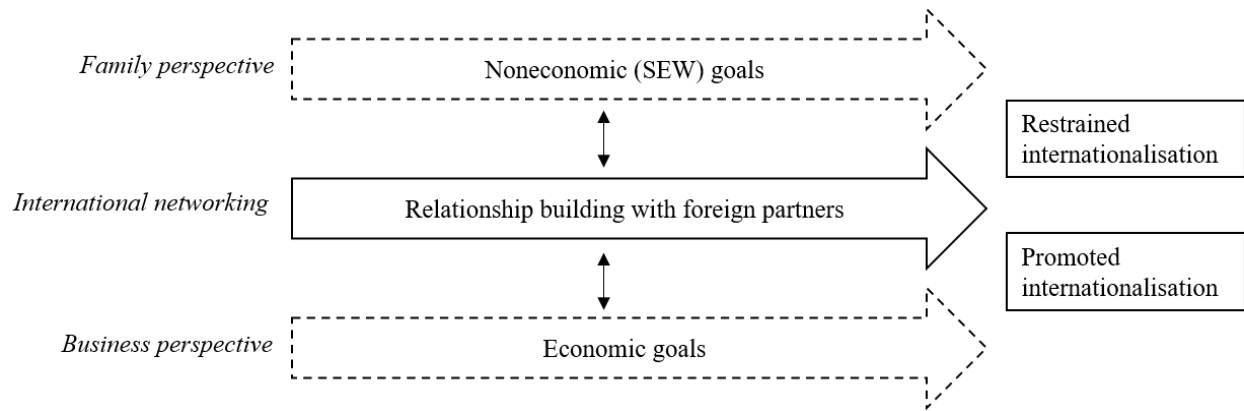 Family perspective
Noneconomic (SEW) goals
Restrained
internationalisation
International networking
Relationship building with foreign partners
Promoted
internationalisation
Business perspective
Economic goals